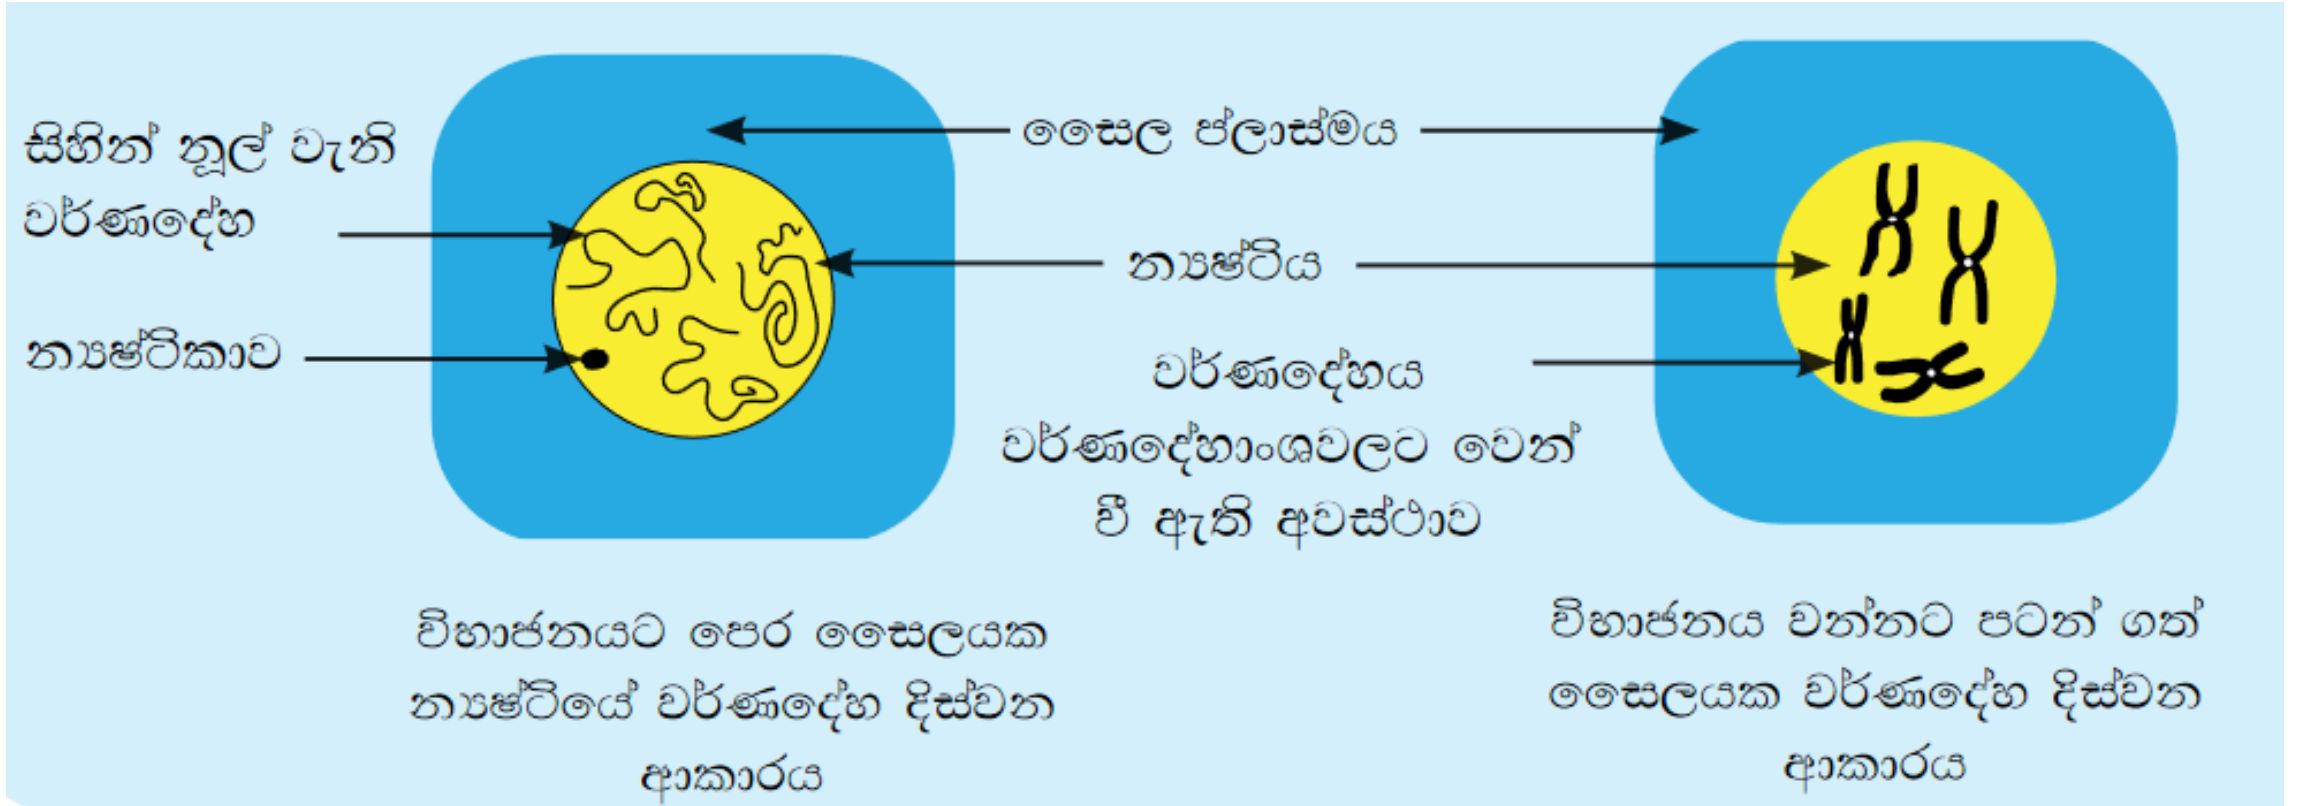 සිහින් නූල් වැනි
වර්ණදේහ
න්‍යෂ්ටිකාව
සෛල ප්ලාස්මය
න්‍යෂ්ටිය
වර්ණදේහය
වර්ණදේහාංශවලට වෙන්
වී ඇති අවස්ථාව
විභාජනයට පෙර සෛලයක
න්‍යෂ්ටියේ වර්ණදේහ දිස්වන
ආකාරය
විභාජනය වන්නට පටන් ගත්
සෛලයක වර්ණදේහ දිස්වන
ආකාරය